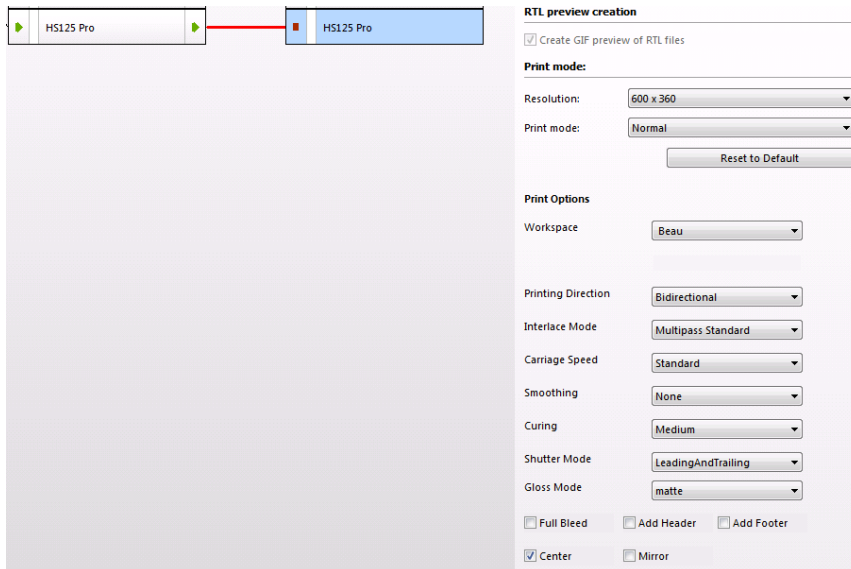 HS125 Pro
HS125 Pro
RTL preview creation
Create GIF preview of RTL files
Print mode:
Resolution: 600 x 360
Print mode: Normal
Reset to Default
Print Options
Workspace Beau
Printing Direction Bidirectional
Interlace Mode Multipass Standard
Carriage Speed Standard
Smoothing None
Curing Medium
Shutter Mode LeadingAndTrailing
Gloss Mode matte
Full Bleed Add Header Add Footer
Center Mirror